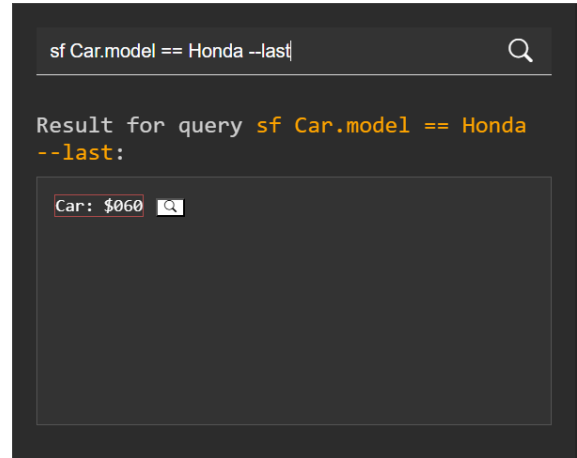 sf Car.model == Honda --last
Result for query sf Car.model == Honda
--last:
Car: $060